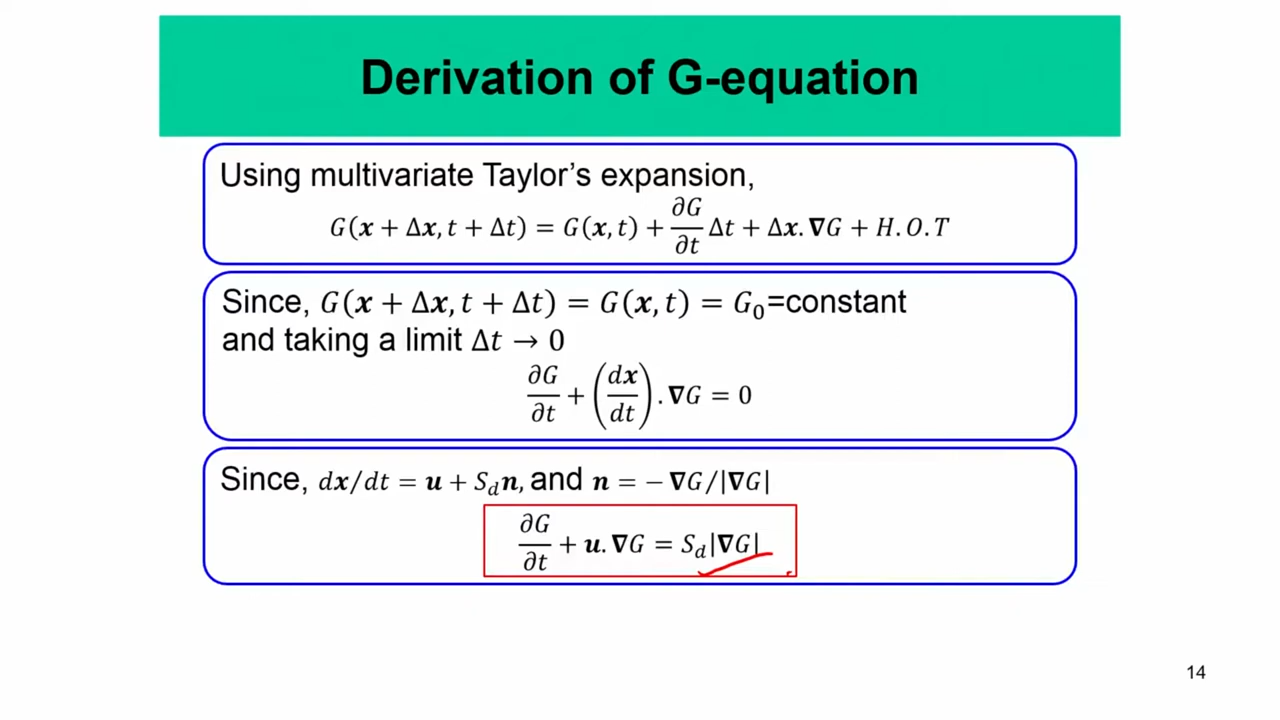 Derivation of G-equation
Using multivariate Taylor’s expansion,
G(x + Δx, t + Δt) = G(x, t) + ∂G/∂t Δt + Δx. ∇G + H. O. T
Since, G(x + Δx, t + Δt) = G(x, t) = G₀=constant
and taking a limit Δt → 0
∂G/∂t + (dx/dt) . ∇G = 0
Since, dx/dt = u + S_d n, and n = − ∇G/|∇G|
∂G/∂t + u. ∇G = S_d|∇G|
14